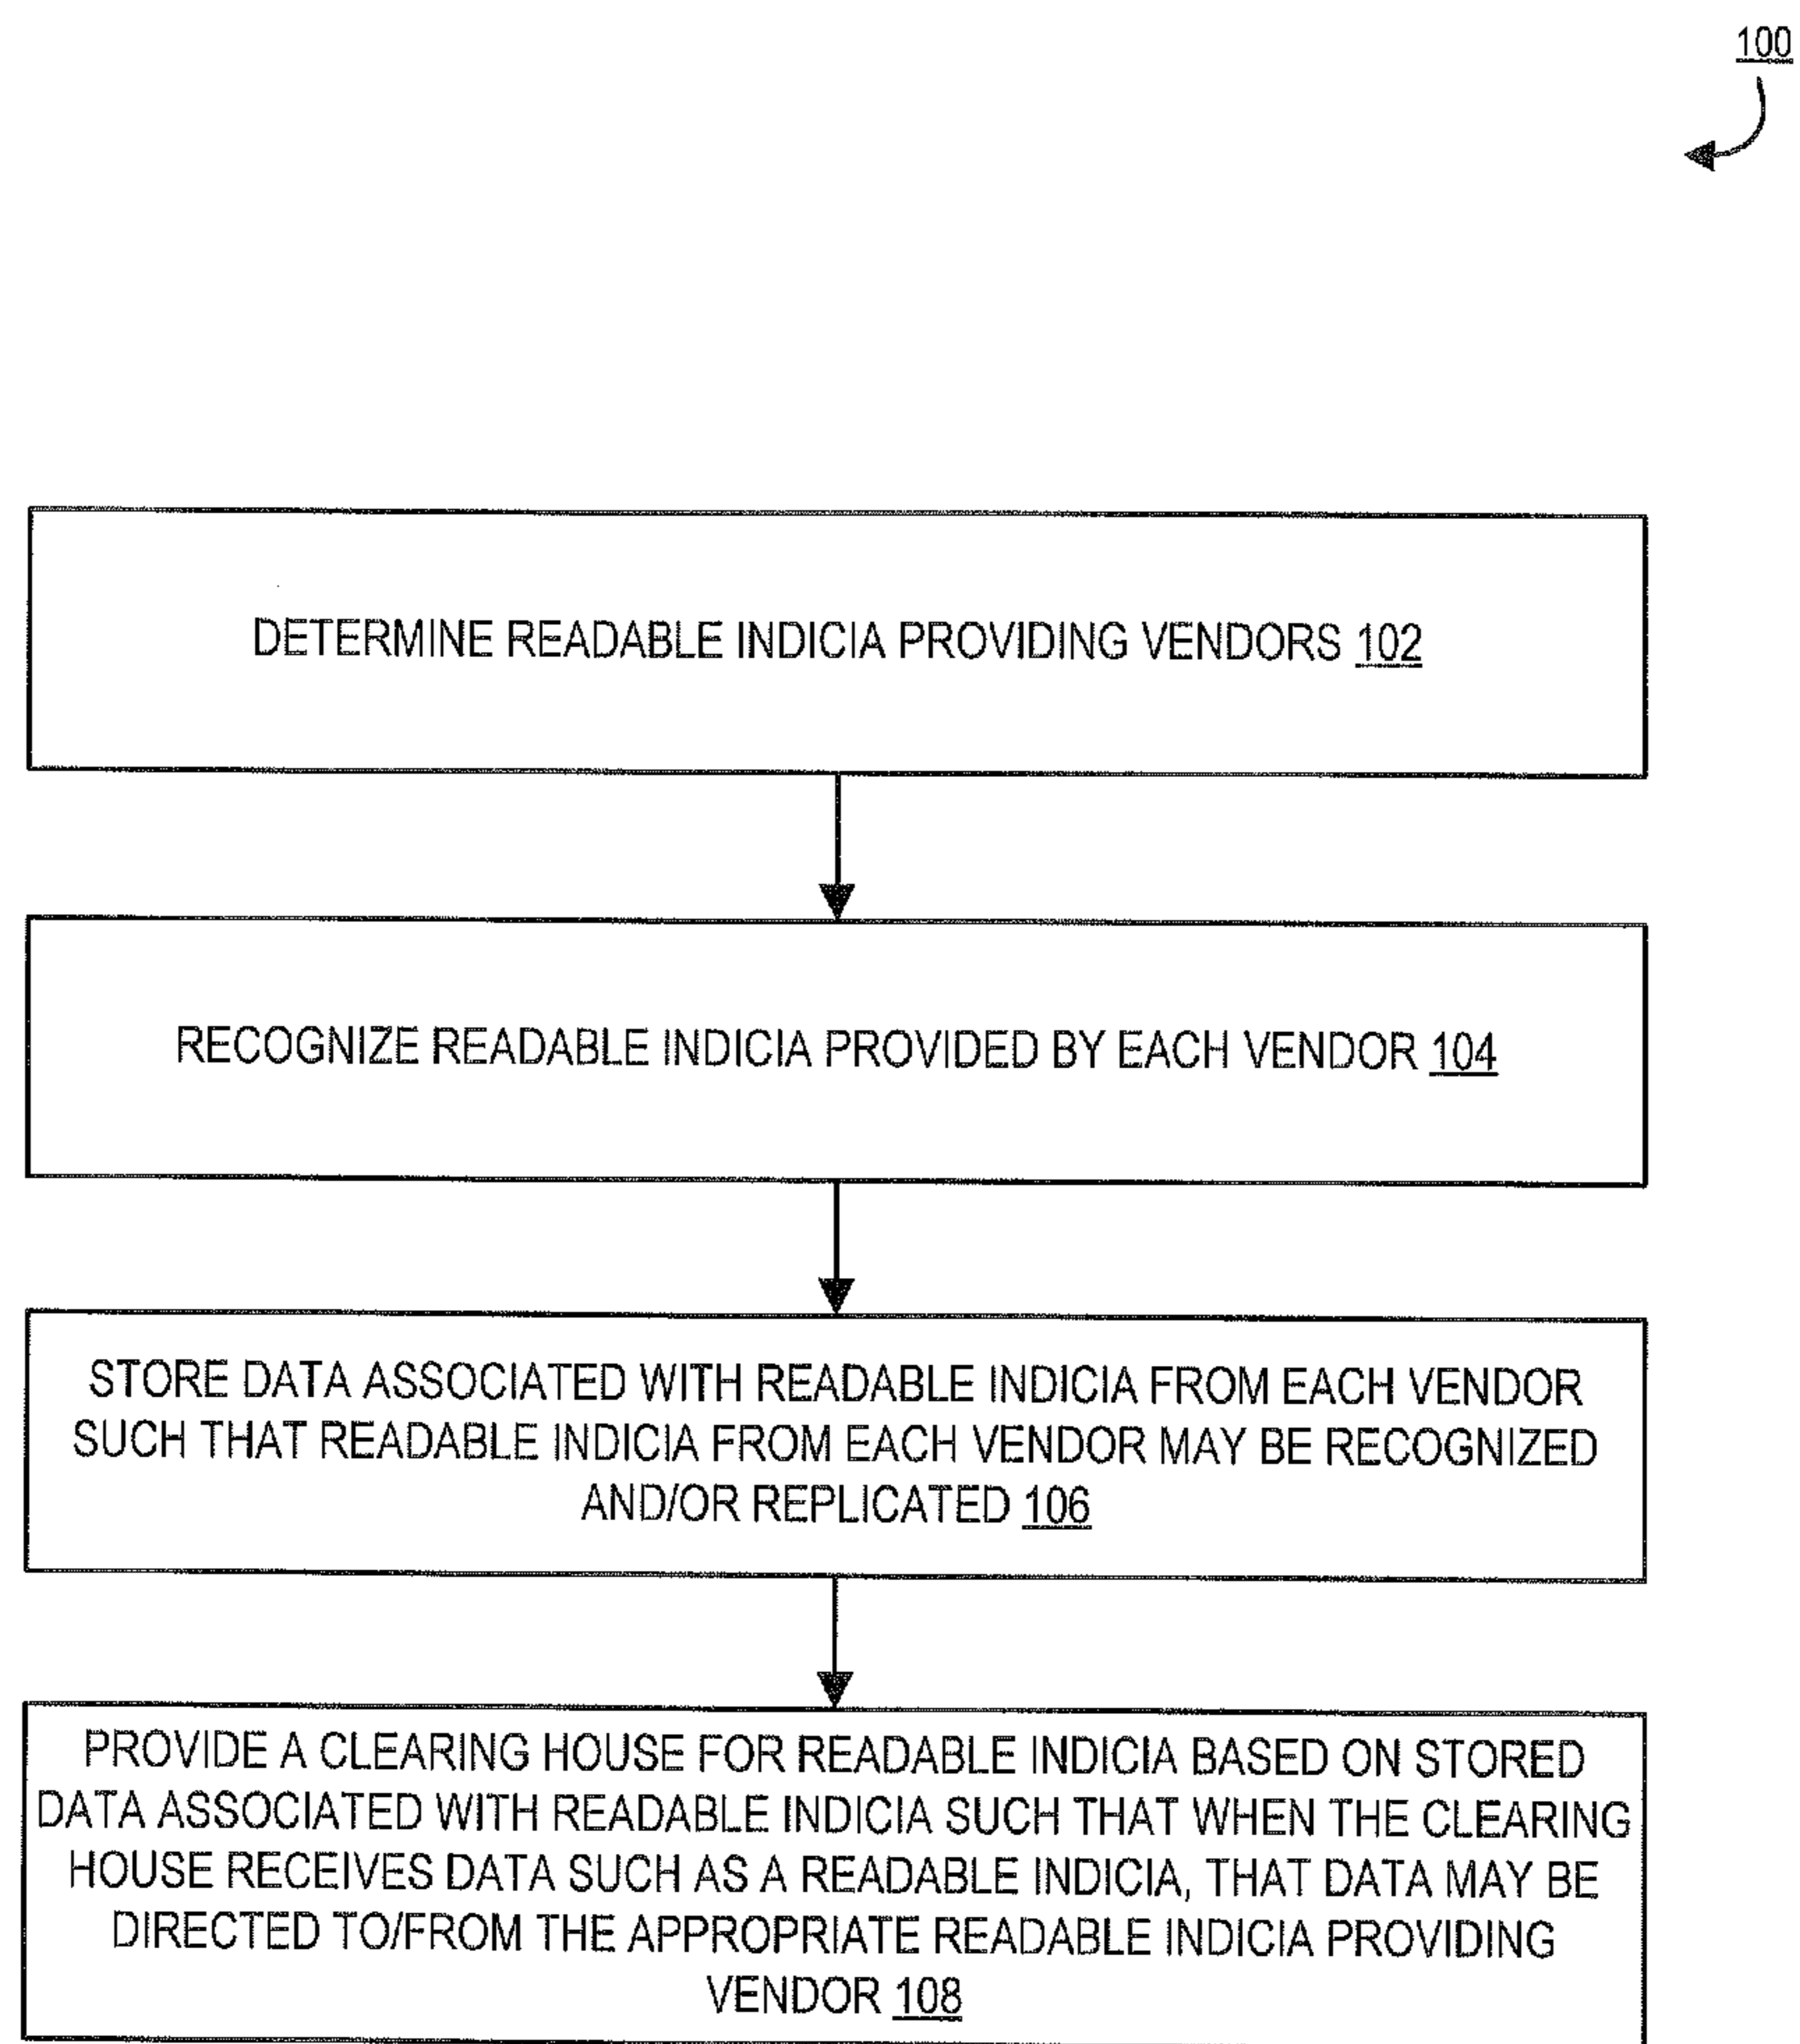 100
DETERMINE READABLE INDICIA PROVIDING VENDORS 102
RECOGNIZE READABLE INDICIA PROVIDED BY EACH VENDOR 104
STORE DATA ASSOCIATED WITH READABLE INDICIA FROM EACH VENDOR
SUCH THAT READABLE INDICIA FROM EACH VENDOR MAY BE RECOGNIZED
AND/OR REPLICATED 106
PROVIDE A CLEARING HOUSE FOR READABLE INDICIA BASED ON STORED
DATA ASSOCIATED WITH READABLE INDICIA SUCH THAT WHEN THE CLEARING
HOUSE RECEIVES DATA SUCH AS A READABLE INDICIA, THAT DATA MAY BE
DIRECTED TO/FROM THE APPROPRIATE READABLE INDICIA PROVIDING
VENDOR 108